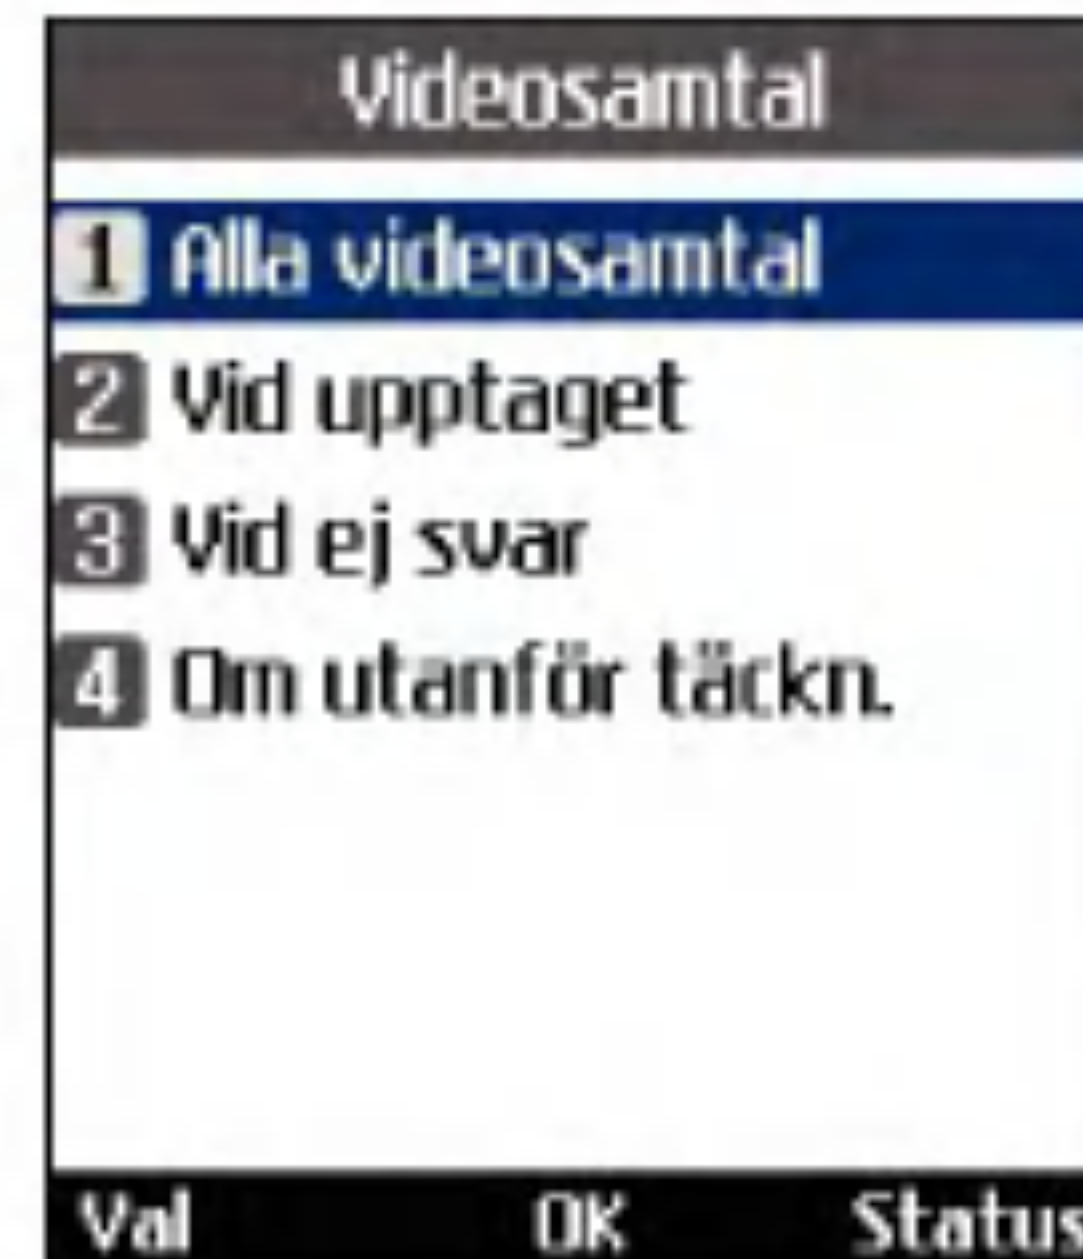 Videosamtal
1 Alla videosamtal
2 Vid upptaget
3 Vid ej svar
4 Om utanför täckn.
Val OK Status